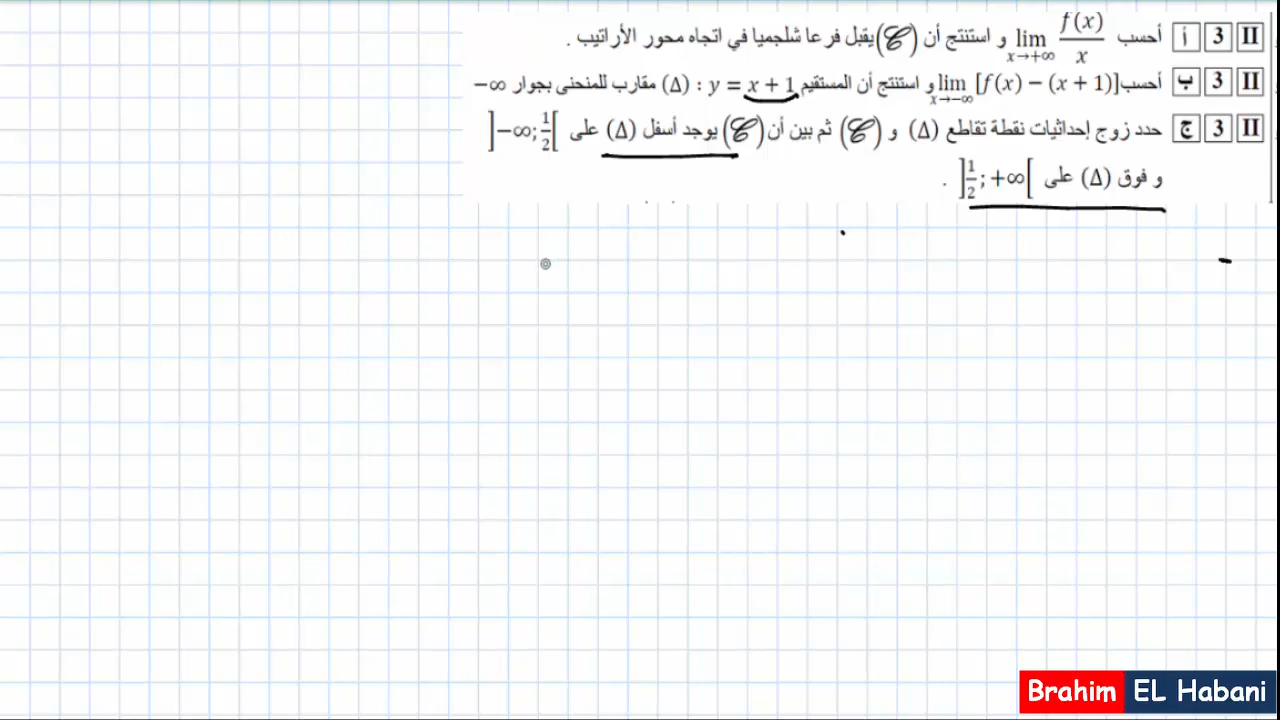 II 3 أ أحسب lim x→+∞ f(x)/x و استنتج أن (𝒞) يقبل فرعا شلجميا في اتجاه محور الأراتيب .
II 3 ب أحسب lim x→−∞ [f(x) − (x + 1)] و استنتج أن المستقيم (Δ) : y = x + 1 مقارب للمنحنى بجوار −∞
II 3 ج حدد زوج إحداثيات نقطة تقاطع (Δ) و (𝒞) ثم بين أن (𝒞) يوجد أسفل (Δ) على ]−∞; 1/2[
و فوق (Δ) على ]1/2; +∞[ .
Brahim EL Habani